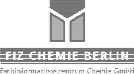 FIZ CHEMIE BERLIN
Fachinformationszentrum Chemie GmbH